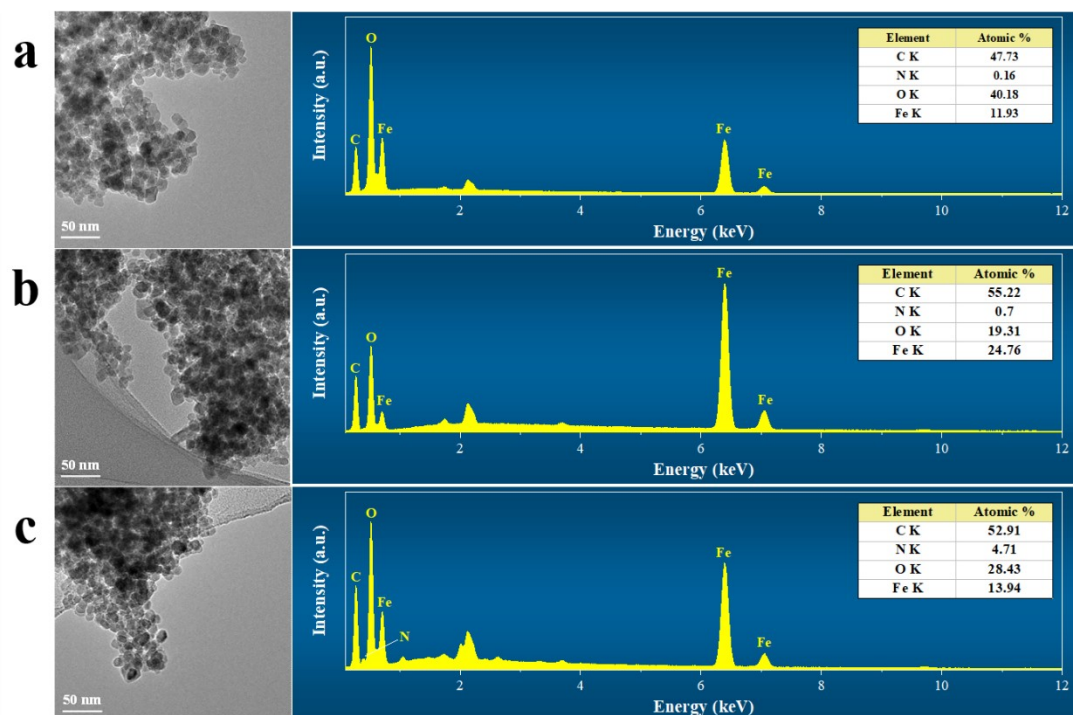 a
50 nm
Intensity (a.u.)
O
C
Fe
Fe
Fe
Element Atomic %
C K 47.73
N K 0.16
O K 40.18
Fe K 11.93
2 4 6 8 10 12
Energy (keV)
b
50 nm
Intensity (a.u.)
O
C
Fe
Fe
Fe
Element Atomic %
C K 55.22
N K 0.7
O K 19.31
Fe K 24.76
2 4 6 8 10 12
Energy (keV)
c
50 nm
Intensity (a.u.)
O
C
Fe
N
Fe
Fe
Element Atomic %
C K 52.91
N K 4.71
O K 28.43
Fe K 13.94
2 4 6 8 10 12
Energy (keV)